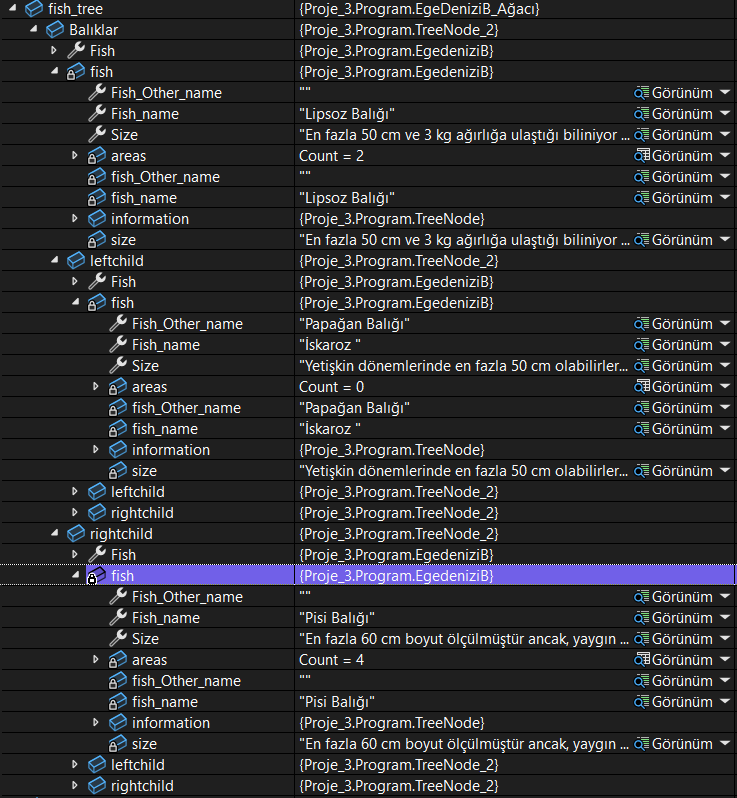 fish_tree {Proje_3.Program.EgeDeniziB_Ağacı}
Balıklar {Proje_3.Program.TreeNode_2}
Fish {Proje_3.Program.EgedeniziB}
fish {Proje_3.Program.EgedeniziB}
Fish_Other_name "" Görünüm
Fish_name "Lipsoz Balığı" Görünüm
Size "En fazla 50 cm ve 3 kg ağırlığa ulaştığı biliniyor ... Görünüm
areas Count = 2 Görünüm
fish_Other_name "" Görünüm
fish_name "Lipsoz Balığı" Görünüm
information {Proje_3.Program.TreeNode}
size "En fazla 50 cm ve 3 kg ağırlığa ulaştığı biliniyor ... Görünüm
leftchild {Proje_3.Program.TreeNode_2}
Fish {Proje_3.Program.EgedeniziB}
fish {Proje_3.Program.EgedeniziB}
Fish_Other_name "Papağan Balığı" Görünüm
Fish_name "İskaroz " Görünüm
Size "Yetişkin dönemlerinde en fazla 50 cm olabilirler... Görünüm
areas Count = 0 Görünüm
fish_Other_name "Papağan Balığı" Görünüm
fish_name "İskaroz " Görünüm
information {Proje_3.Program.TreeNode}
size "Yetişkin dönemlerinde en fazla 50 cm olabilirler... Görünüm
leftchild {Proje_3.Program.TreeNode_2}
rightchild {Proje_3.Program.TreeNode_2}
rightchild {Proje_3.Program.TreeNode_2}
Fish {Proje_3.Program.EgedeniziB}
fish {Proje_3.Program.EgedeniziB}
Fish_Other_name "" Görünüm
Fish_name "Pisi Balığı" Görünüm
Size "En fazla 60 cm boyut ölçülmüştür ancak, yaygın ... Görünüm
areas Count = 4 Görünüm
fish_Other_name "" Görünüm
fish_name "Pisi Balığı" Görünüm
information {Proje_3.Program.TreeNode}
size "En fazla 60 cm boyut ölçülmüştür ancak, yaygın ... Görünüm
leftchild {Proje_3.Program.TreeNode_2}
rightchild {Proje_3.Program.TreeNode_2}